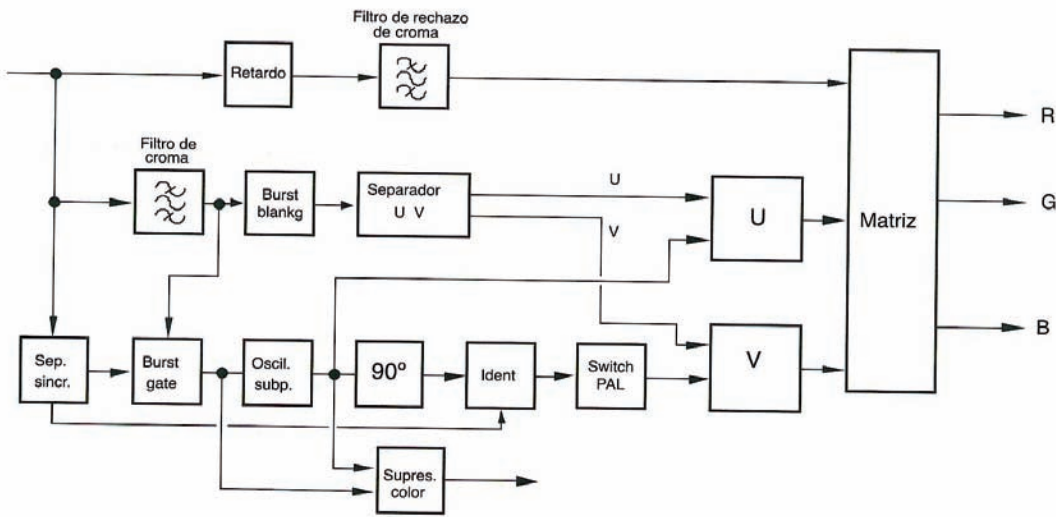 Filtro de rechazo
de croma
Retardo
R
Filtro de
croma
Burst
blankg
Separador
U V
U
V
U
Matriz
G
Sep.
sincr.
Burst
gate
Oscil.
subp.
90º
Ident
Switch
PAL
V
B
Supres.
color